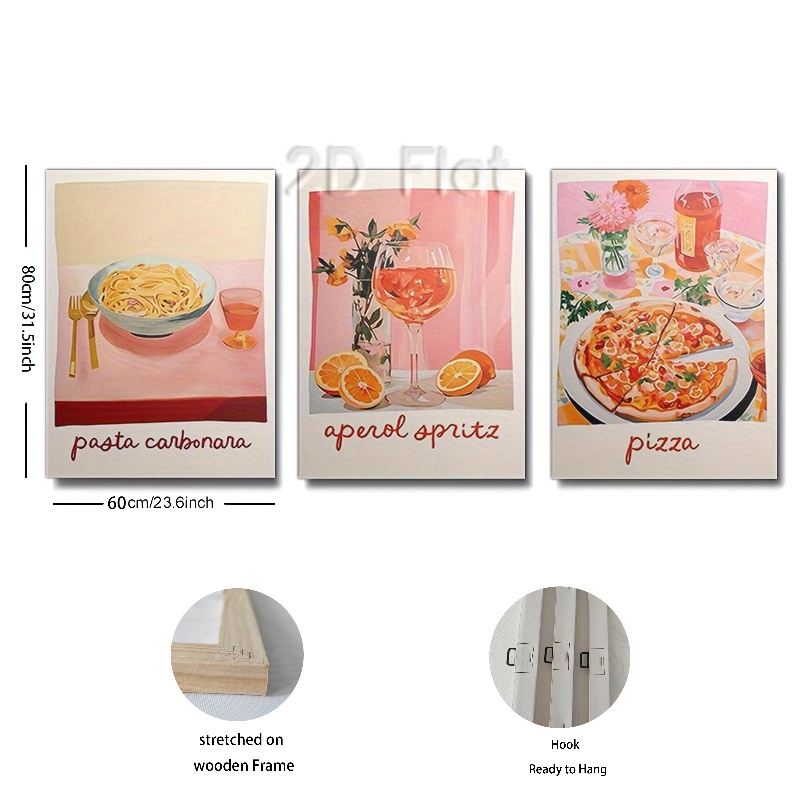 2D Flat
80cm/31.5inch
pasta carbonara
aperol spritz
pizza
60cm/23.6inch
stretched on
wooden Frame
Hook
Ready to Hang